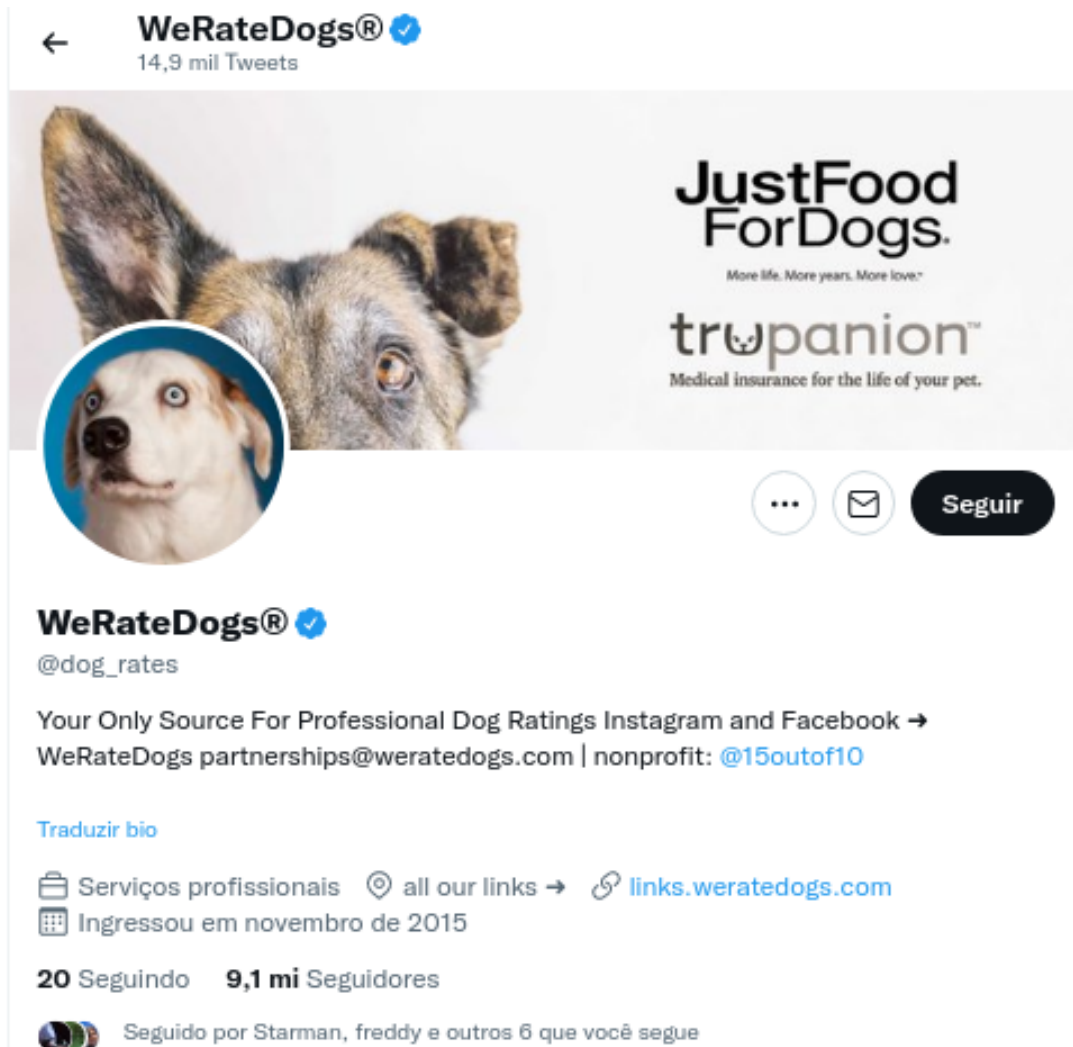 WeRateDogs®
14,9 mil Tweets
JustFood
ForDogs.
More life. More years. More love.™
trupanion™
Medical insurance for the life of your pet.
Seguir
WeRateDogs®
@dog_rates
Your Only Source For Professional Dog Ratings Instagram and Facebook ➜
WeRateDogs partnerships@weratedogs.com | nonprofit: @15outof10
Traduzir bio
Serviços profissionais all our links ➜ links.weratedogs.com
Ingressou em novembro de 2015
20 Seguindo 9,1 mi Seguidores
Seguido por Starman, freddy e outros 6 que você segue